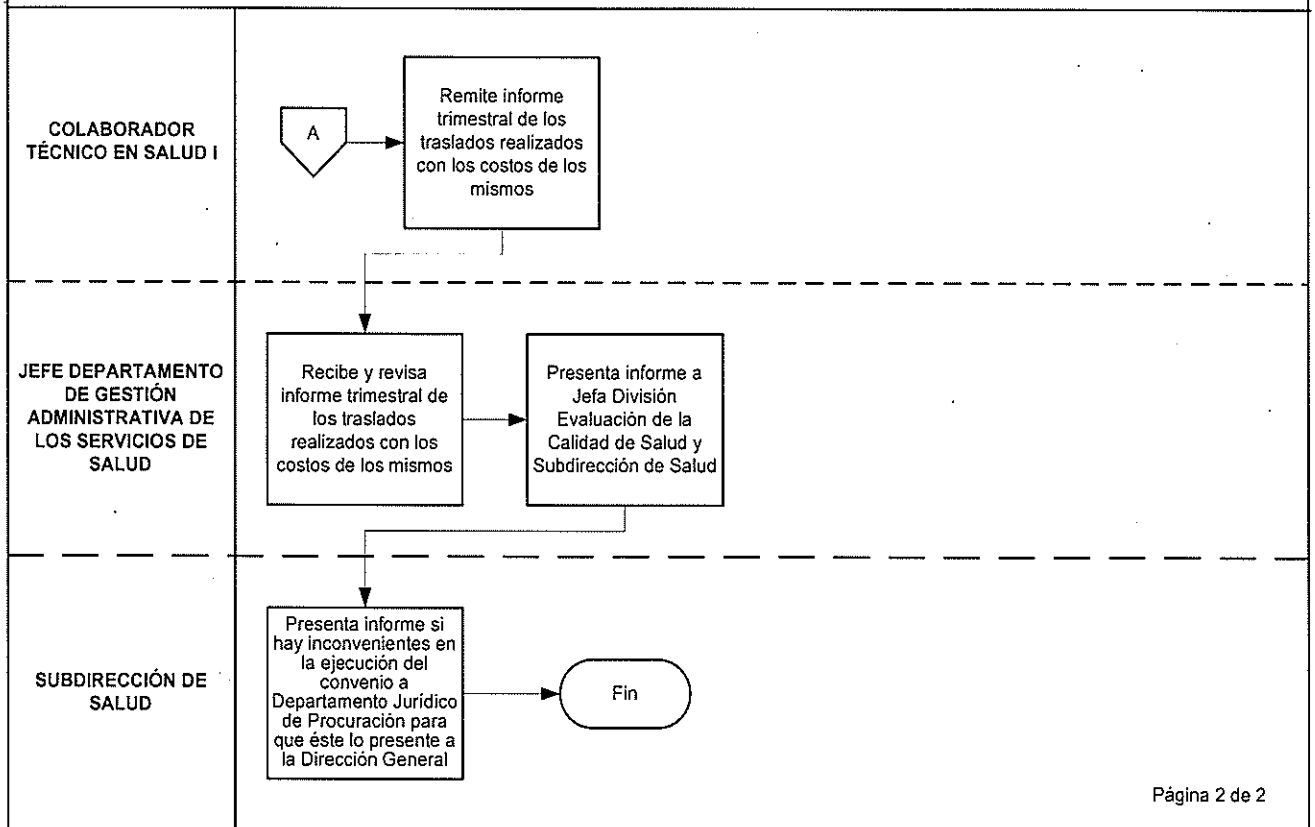 COLABORADOR
TÉCNICO EN SALUD I
A
Remite informe
trimestral de los
traslados realizados
con los costos de los
mismos
JEFE DEPARTAMENTO
DE GESTIÓN
ADMINISTRATIVA DE
LOS SERVICIOS DE
SALUD
Recibe y revisa
informe trimestral de
los traslados
realizados con los
costos de los mismos
Presenta informe a
Jefa División
Evaluación de la
Calidad de Salud y
Subdirección de Salud
SUBDIRECCIÓN DE
SALUD
Presenta informe si
hay inconvenientes en
la ejecución del
convenio a
Departamento Jurídico
de Procuración para
que éste lo presente a
la Dirección General
Fin
Página 2 de 2